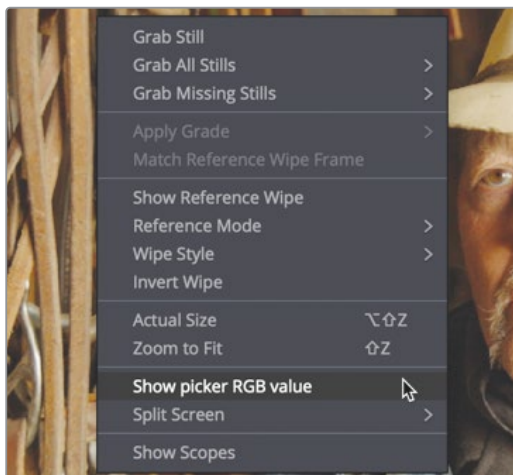 Grab Still
Grab All Stills >
Grab Missing Stills >
Apply Grade >
Match Reference Wipe Frame
Show Reference Wipe
Reference Mode >
Wipe Style >
Invert Wipe
Actual Size ⌥⇧Z
Zoom to Fit ⇧Z
Show picker RGB value
Split Screen >
Show Scopes